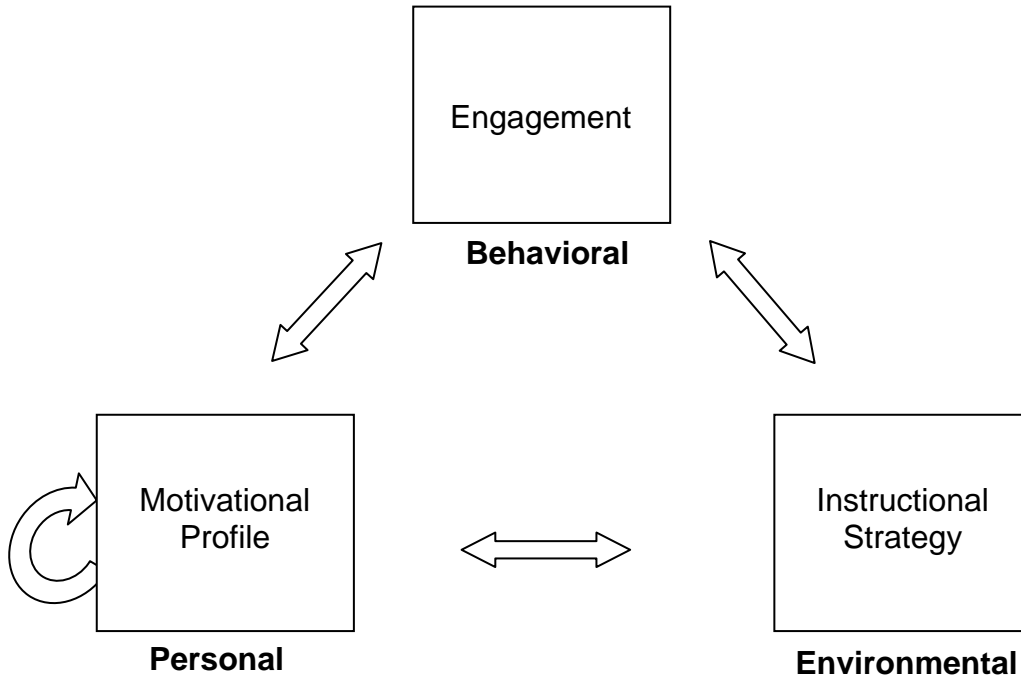 Engagement
Behavioral
Motivational
Profile
Instructional
Strategy
Personal
Environmental